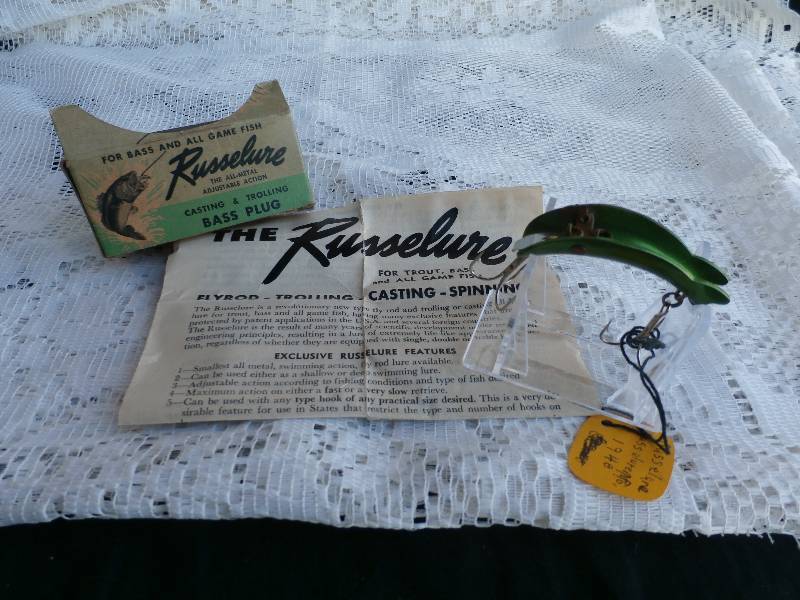 FOR BASS AND ALL GAME FISH
Russelure
THE ALL-METAL
ADJUSTABLE ACTION
CASTING & TROLLING
BASS PLUG
THE Russelure
FOR TROUT, BASS
and ALL GAME FISH
FLYROD - TROLLING - CASTING - SPINNING
The Russelure is a revolutionary new type fly rod and trolling or casting
lure for trout, bass and all game fish, having many exclusive features that are
protected by patent applications in the U.S.A. and several foreign
The Russelure is the result of many years of scientific development under
engineering principles, resulting in a lure of extremely life-like
tion, regardless of whether they are equipped with single, double or treble
EXCLUSIVE RUSSELURE FEATURES
1—Smallest all metal, swimming action, fly rod lure available.
2—Can be used either as a shallow or deep swimming lure.
3—Adjustable action according to fishing conditions and type of fish desired
4—Maximum action on either a fast or a very slow retrieve.
5—Can be used with any type hook of any practical size desired. This is a very de-
sirable feature for use in States that restrict the type and number of hooks on
Russelure
1948